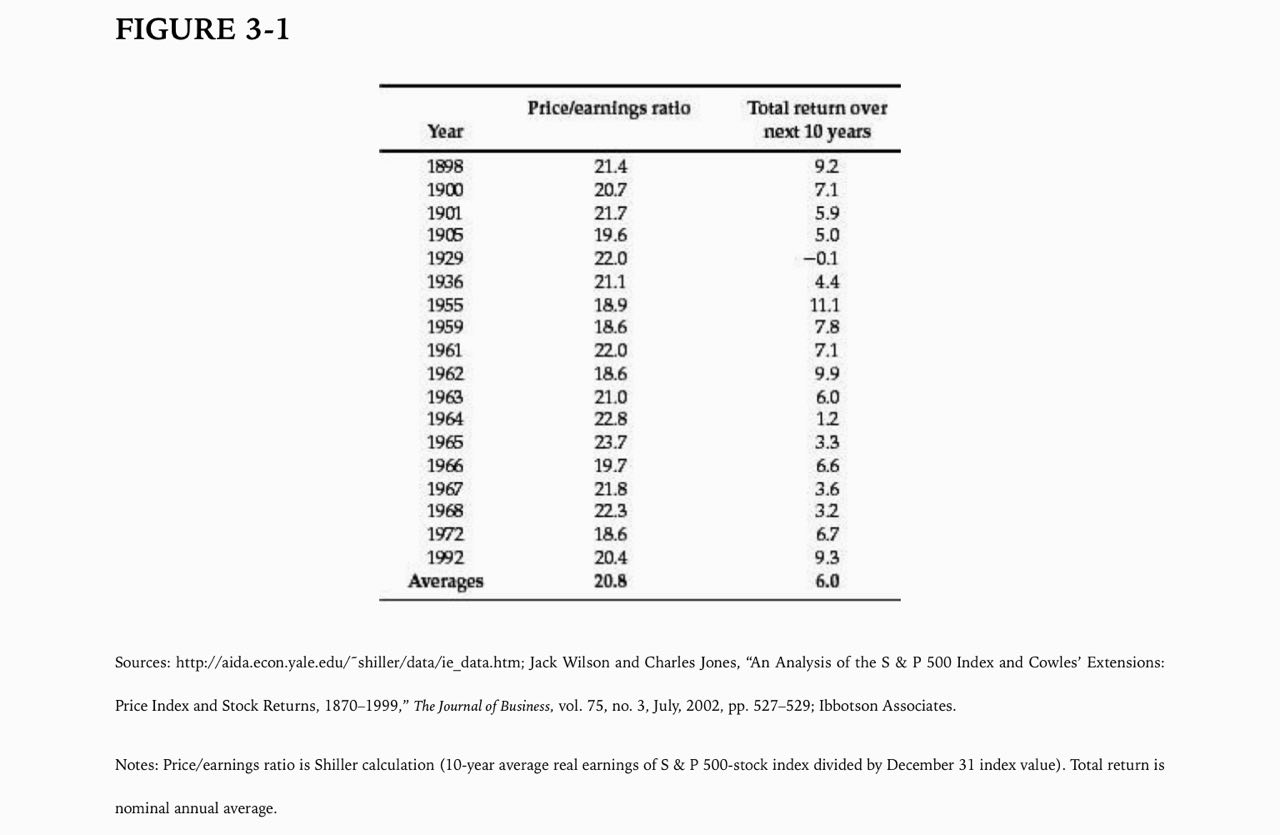 FIGURE 3-1
Price/earnings ratio Total return over
Year next 10 years
1898 21.4 9.2
1900 20.7 7.1
1901 21.7 5.9
1905 19.6 5.0
1929 22.0 −0.1
1936 21.1 4.4
1955 18.9 11.1
1959 18.6 7.8
1961 22.0 7.1
1962 18.6 9.9
1963 21.0 6.0
1964 22.8 1.2
1965 23.7 3.3
1966 19.7 6.6
1967 21.8 3.6
1968 22.3 3.2
1972 18.6 6.7
1992 20.4 9.3
Averages 20.8 6.0
Sources: http://aida.econ.yale.edu/˜shiller/data/ie_data.htm; Jack Wilson and Charles Jones, “An Analysis of the S & P 500 Index and Cowles’ Extensions:
Price Index and Stock Returns, 1870–1999,” The Journal of Business, vol. 75, no. 3, July, 2002, pp. 527–529; Ibbotson Associates.
Notes: Price/earnings ratio is Shiller calculation (10-year average real earnings of S & P 500-stock index divided by December 31 index value). Total return is
nominal annual average.